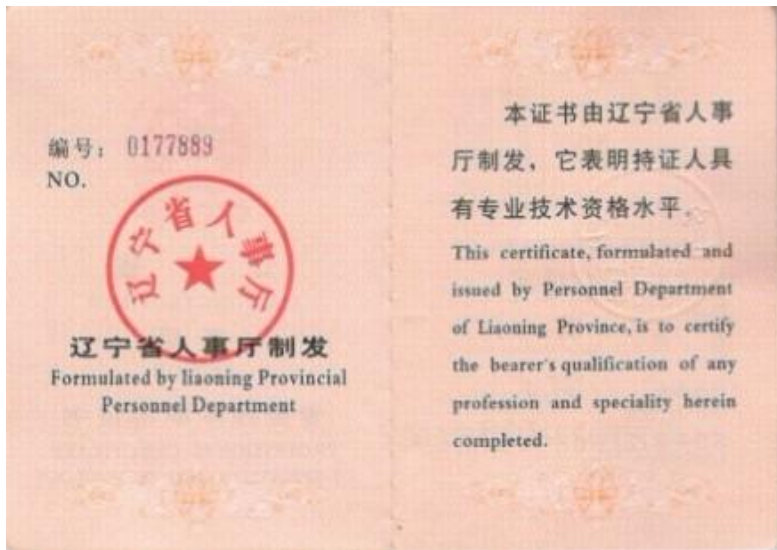 编号: 0177889
NO.
辽宁省人事厅
辽宁省人事厅制发
Formulated by liaoning Provincial
Personnel Department
本证书由辽宁省人事
厅制发，它表明持证人具
有专业技术资格水平。
This certificate, formulated and
issued by Personnel Department
of Liaoning Province, is to certify
the bearer's qualification of any
profession and speciality herein
completed.